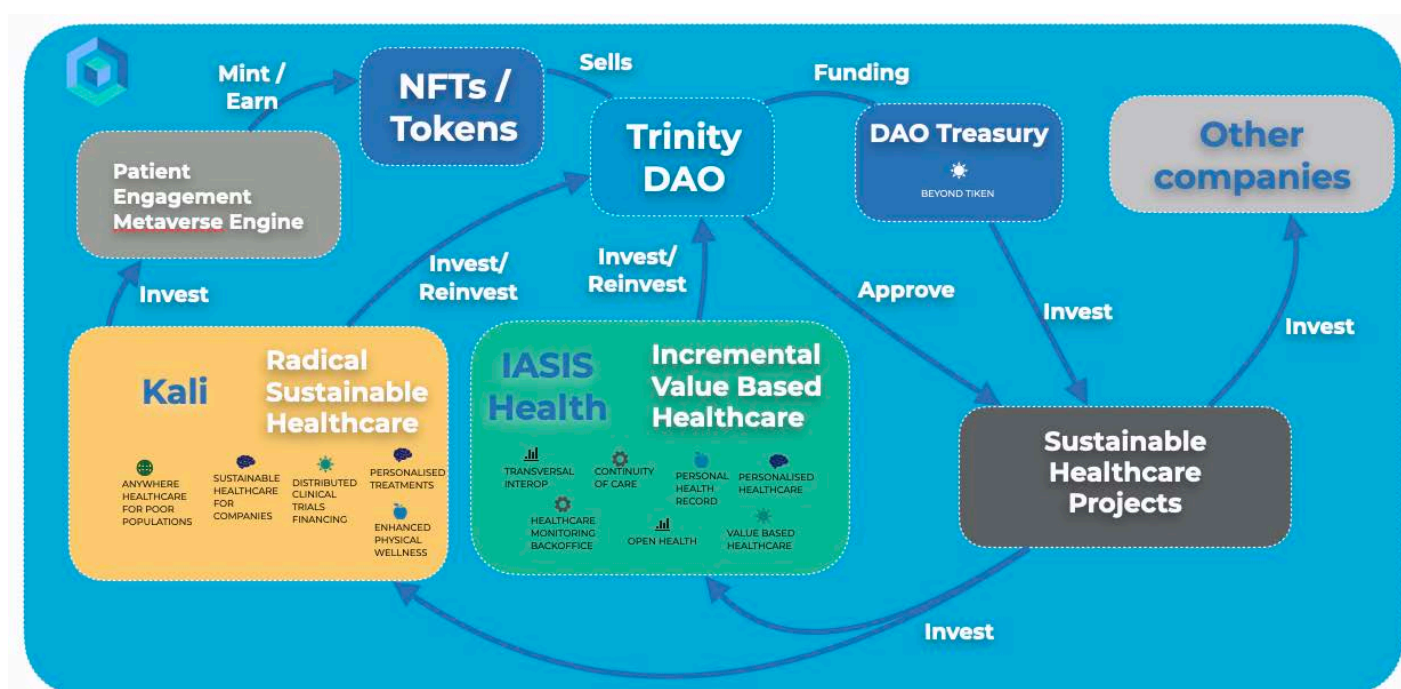 Mint /
Earn
NFTs /
Tokens
Sells
Trinity
DAO
Funding
DAO Treasury
BEYOND TIKEN
Other
companies
Patient
Engagement
Metaverse Engine
Invest
Invest/
Reinvest
Invest/
Reinvest
Approve
Invest
Invest
Kali
Radical
Sustainable
Healthcare
ANYWHERE
HEALTHCARE
FOR POOR
POPULATIONS
SUSTAINABLE
HEALTHCARE
FOR
COMPANIES
DISTRIBUTED
CLINICAL
TRIALS
FINANCING
PERSONALISED
TREATMENTS
ENHANCED
PHYSICAL
WELLNESS
IASIS
Health
Incremental
Value Based
Healthcare
TRANSVERSAL
INTEROP
CONTINUITY
OF CARE
PERSONAL
HEALTH
RECORD
PERSONALISED
HEALTHCARE
HEALTHCARE
MONITORING
BACKOFFICE
OPEN HEALTH
VALUE BASED
HEALTHCARE
Sustainable
Healthcare
Projects
Invest